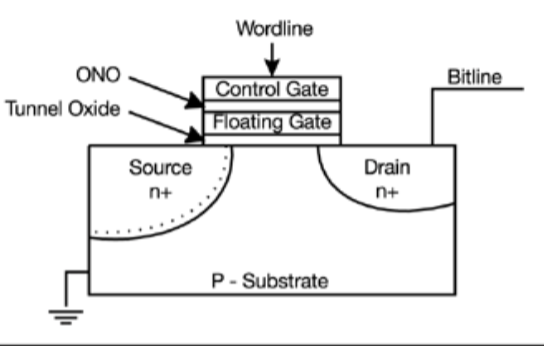 Wordline
ONO
Control Gate
Bitline
Tunnel Oxide
Floating Gate
Source
n+
Drain
n+
P - Substrate